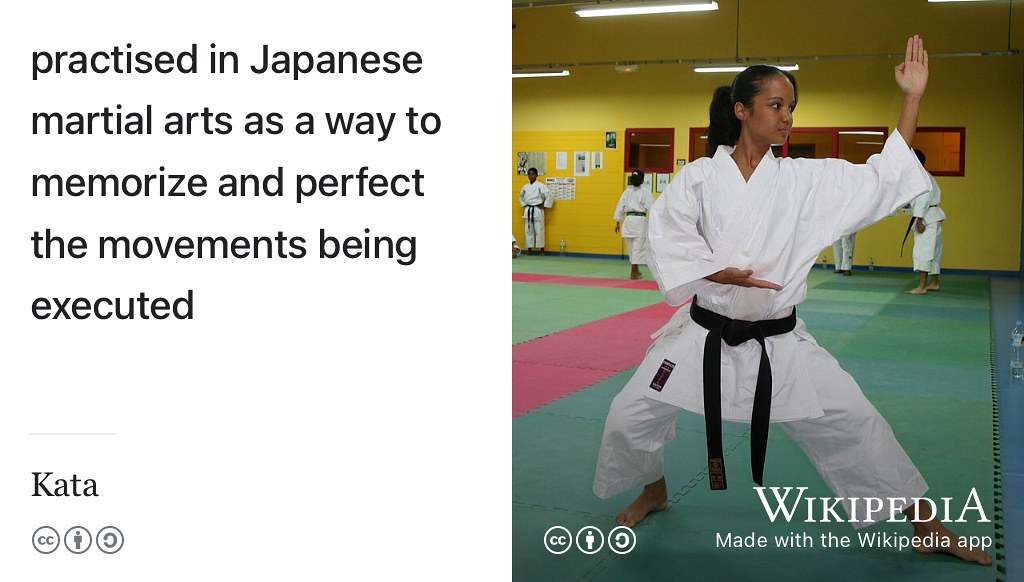 practised in Japanese
martial arts as a way to
memorize and perfect
the movements being
executed
Kata
WIKIPEDIA
Made with the Wikipedia app